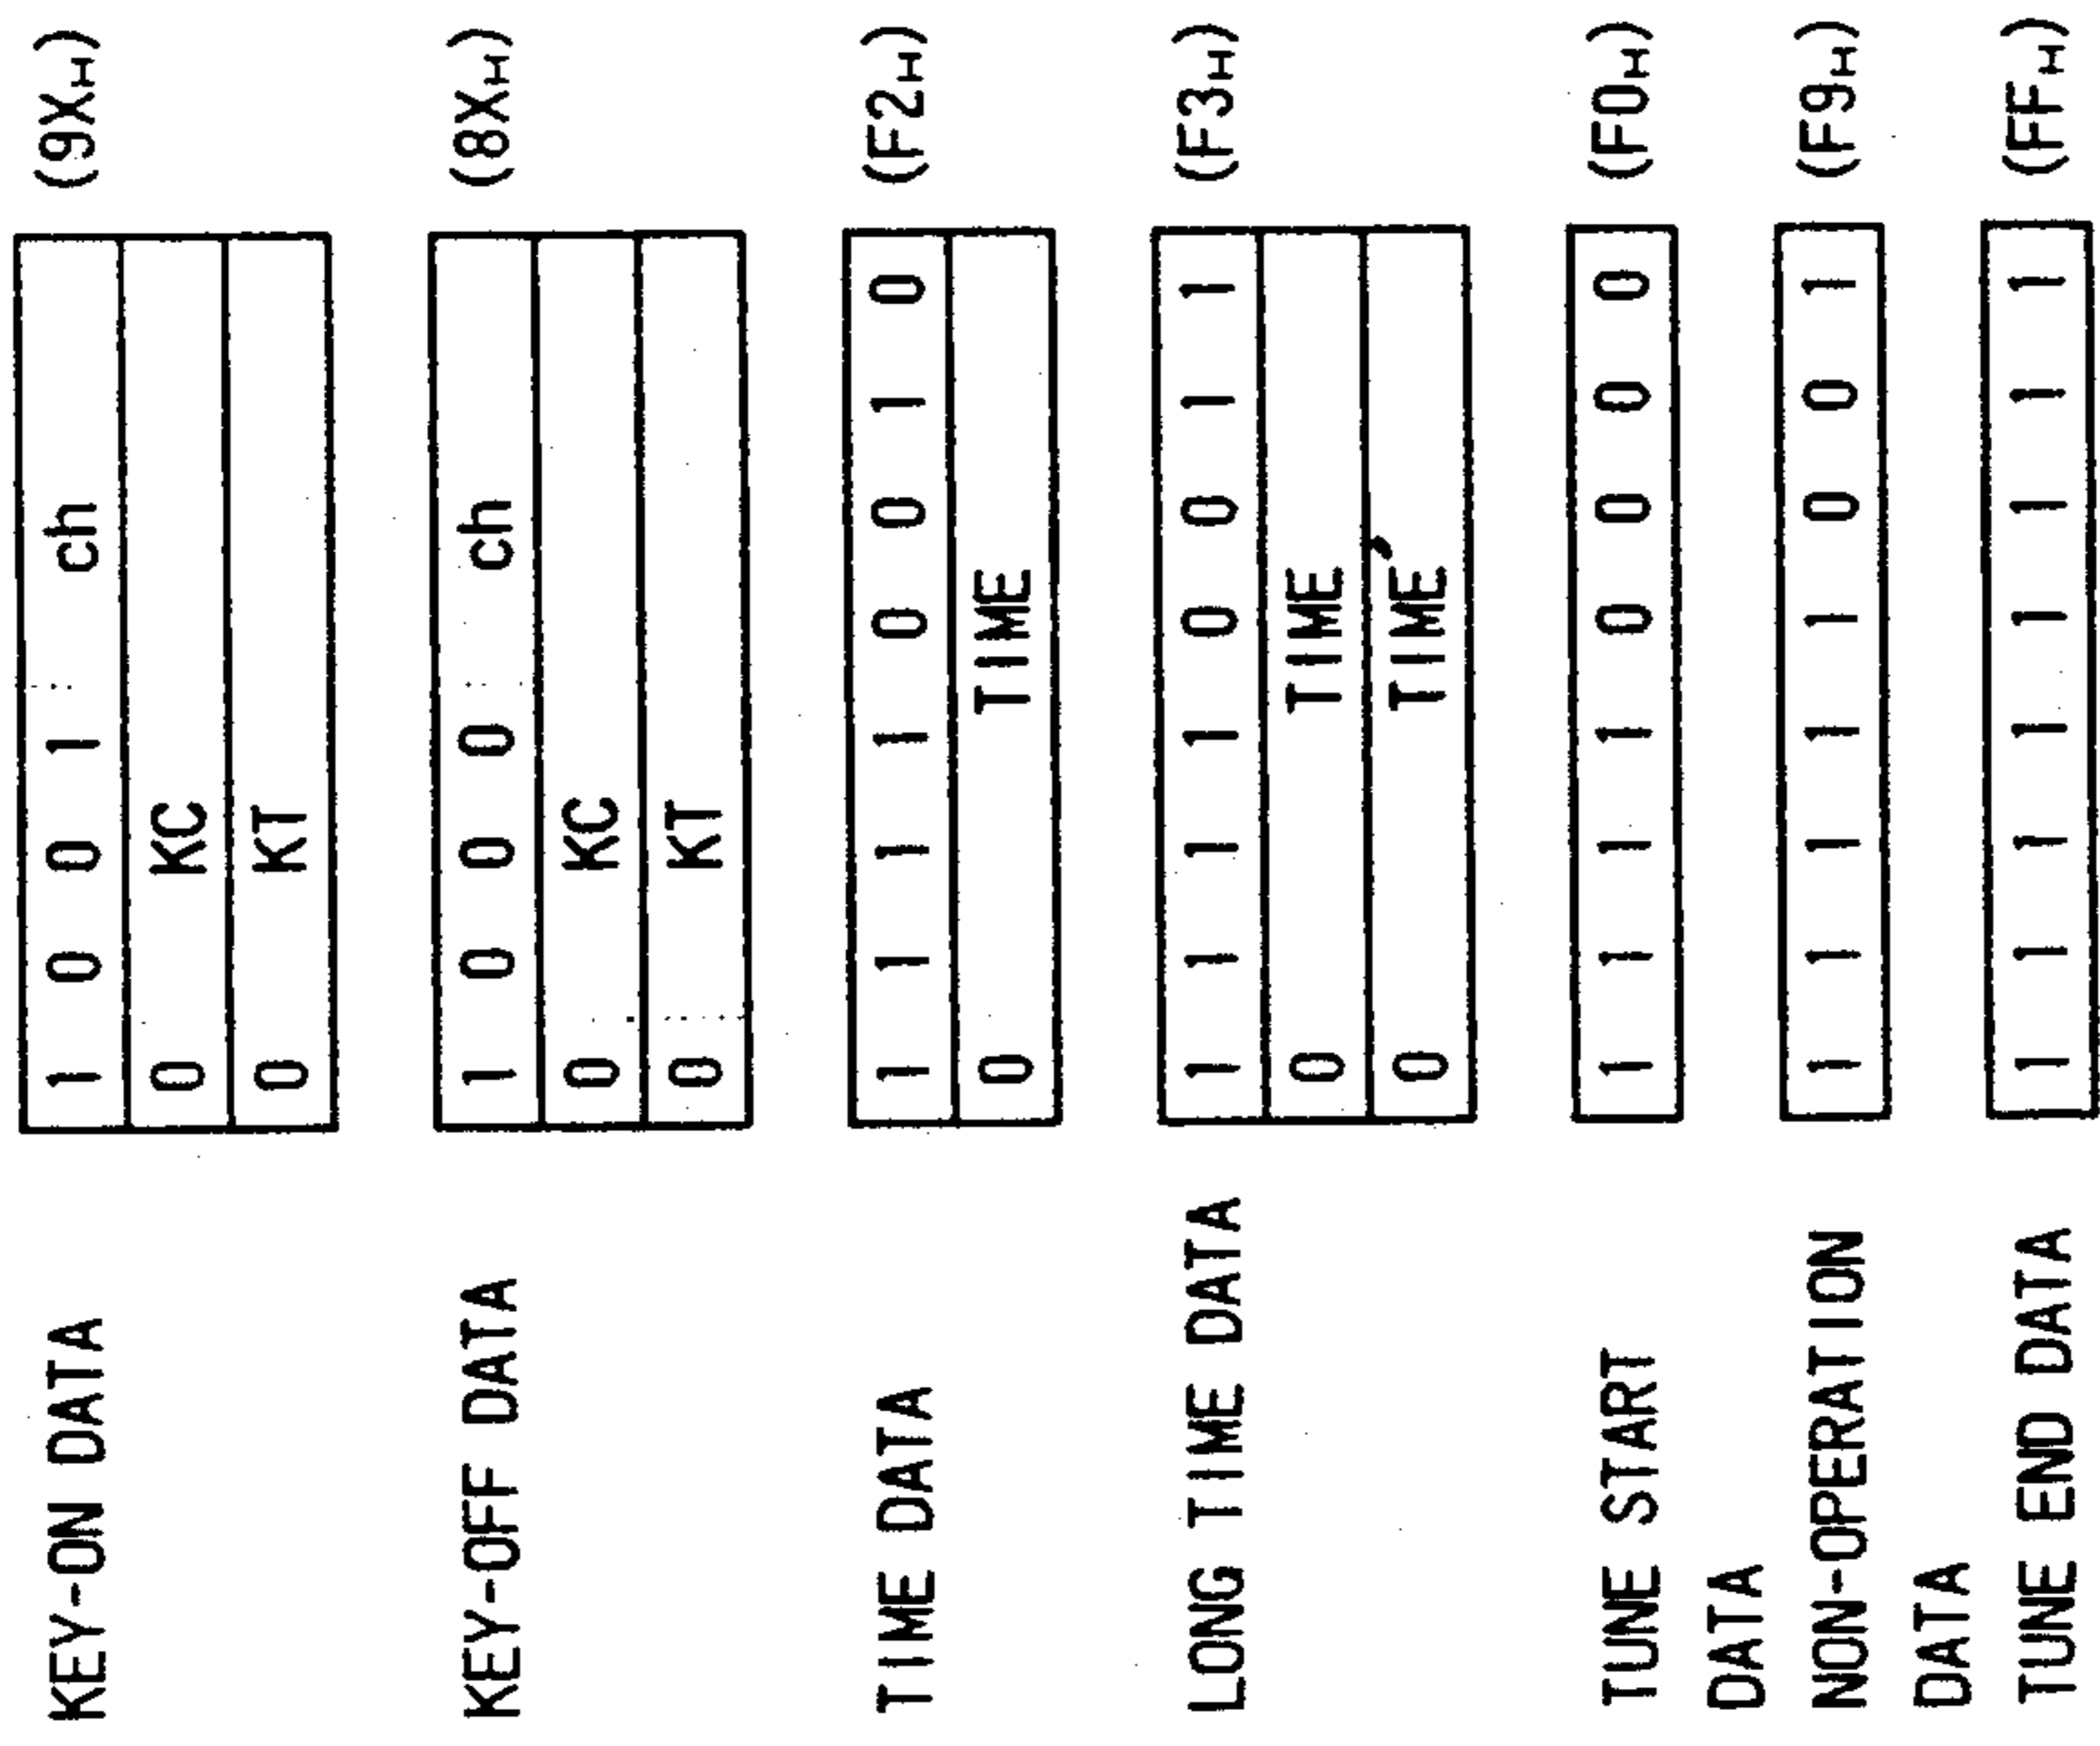 KEY-ON DATA 1 0 0 1 ch (9XH)
0 KC
0 KT
KEY-OFF DATA 1 0 0 0 ch (8XH)
0 KC
0 KT
TIME DATA 1 1 1 1 0 0 1 0 (F2H)
0 TIME
LONG TIME DATA 1 1 1 1 0 0 1 1 (F3H)
0 TIME
0 TIME'
TUNE START 1 1 1 1 0 0 0 0 (F0H)
DATA
NON-OPERATION 1 1 1 1 1 0 0 1 (F9H)
DATA
TUNE END DATA 1 1 1 1 1 1 1 1 (FFH)